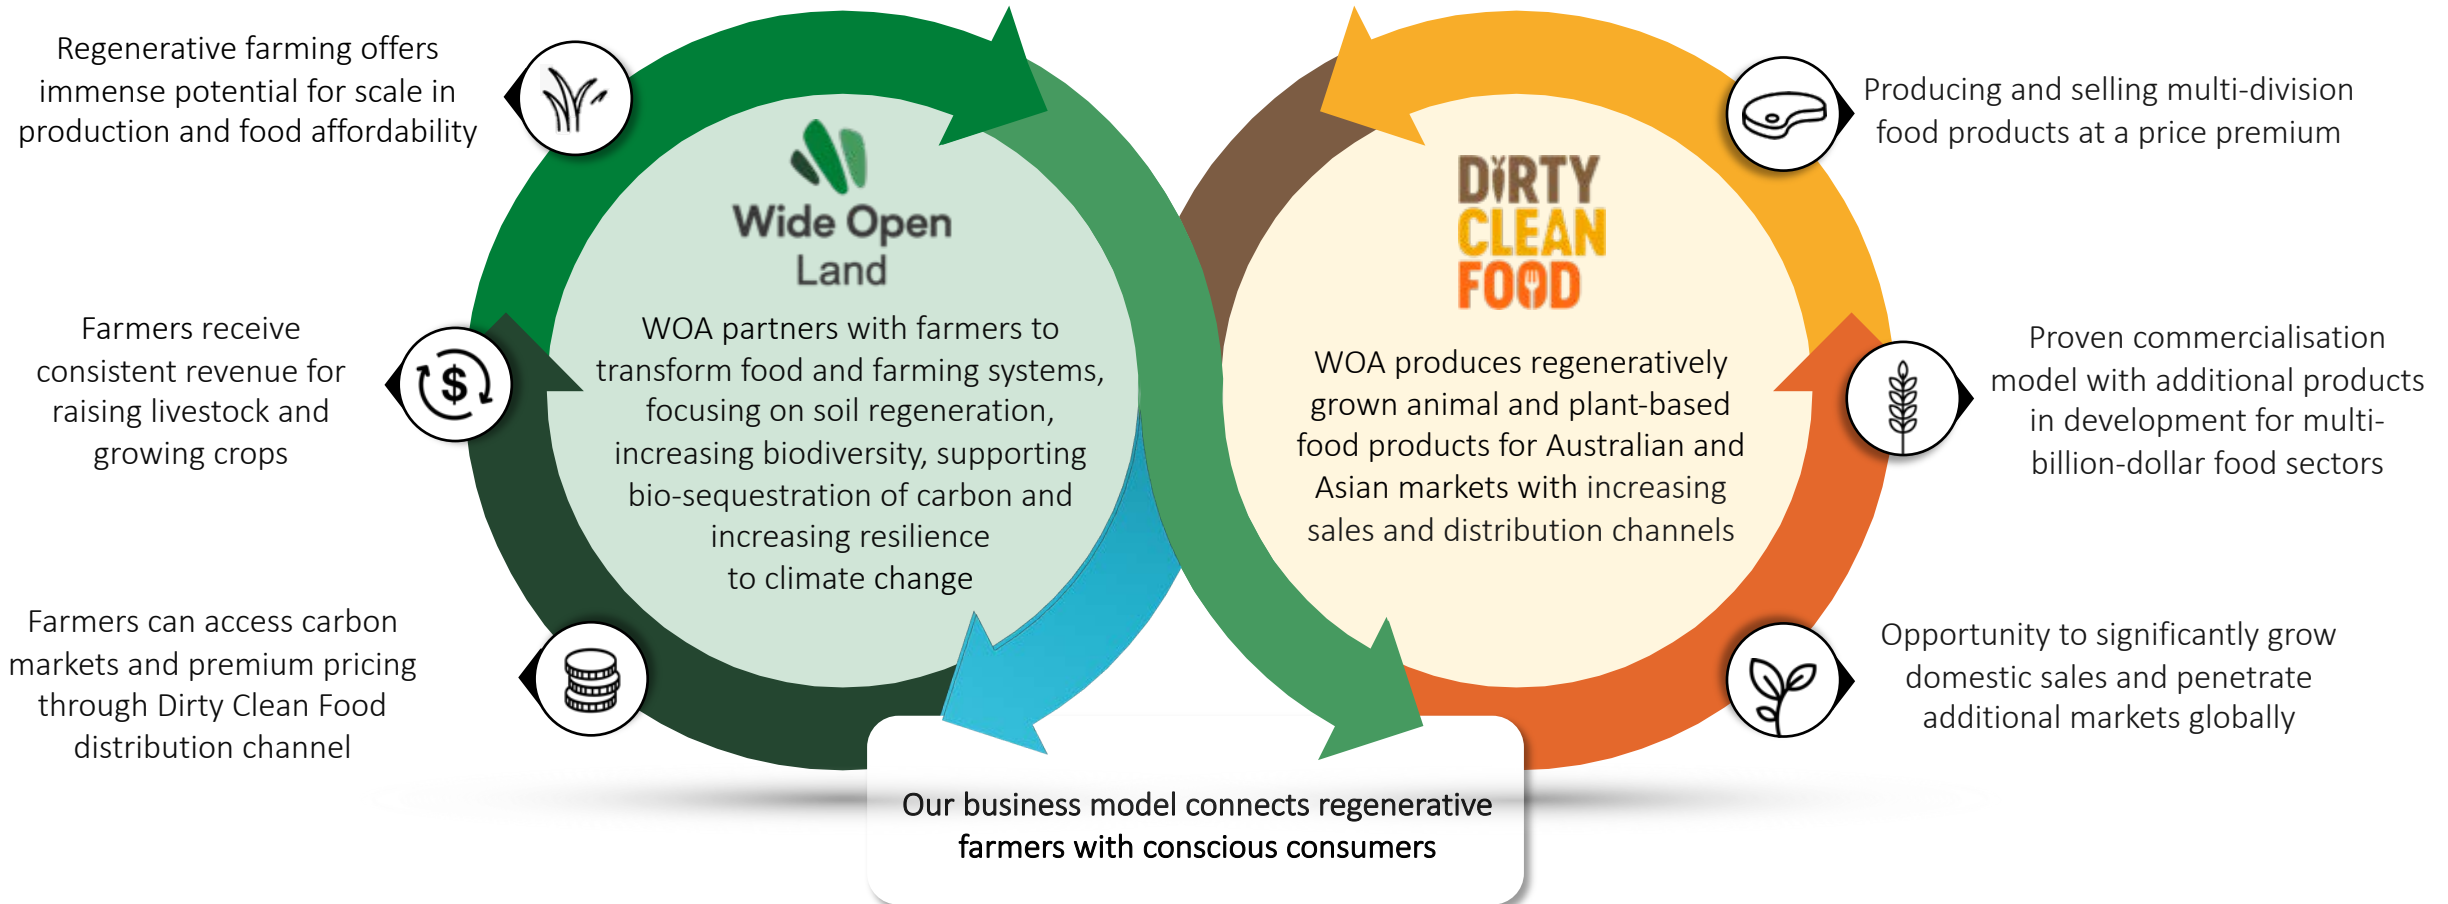 Regenerative farming offers
immense potential for scale in
production and food affordability
Farmers receive
consistent revenue for
raising livestock and
growing crops
$
Farmers can access carbon
markets and premium pricing
through Dirty Clean Food
distribution channel
Wide Open
Land
WOA partners with farmers to
transform food and farming systems,
focusing on soil regeneration,
increasing biodiversity, supporting
bio-sequestration of carbon and
increasing resilience
to climate change
DIRTY
CLEAN
FOOD
WOA produces regeneratively
grown animal and plant-based
food products for Australian and
Asian markets with increasing
sales and distribution channels
Producing and selling multi-division
food products at a price premium
Proven commercialisation
model with additional products
in development for multi-
billion-dollar food sectors
Opportunity to significantly grow
domestic sales and penetrate
additional markets globally
Our business model connects regenerative
farmers with conscious consumers